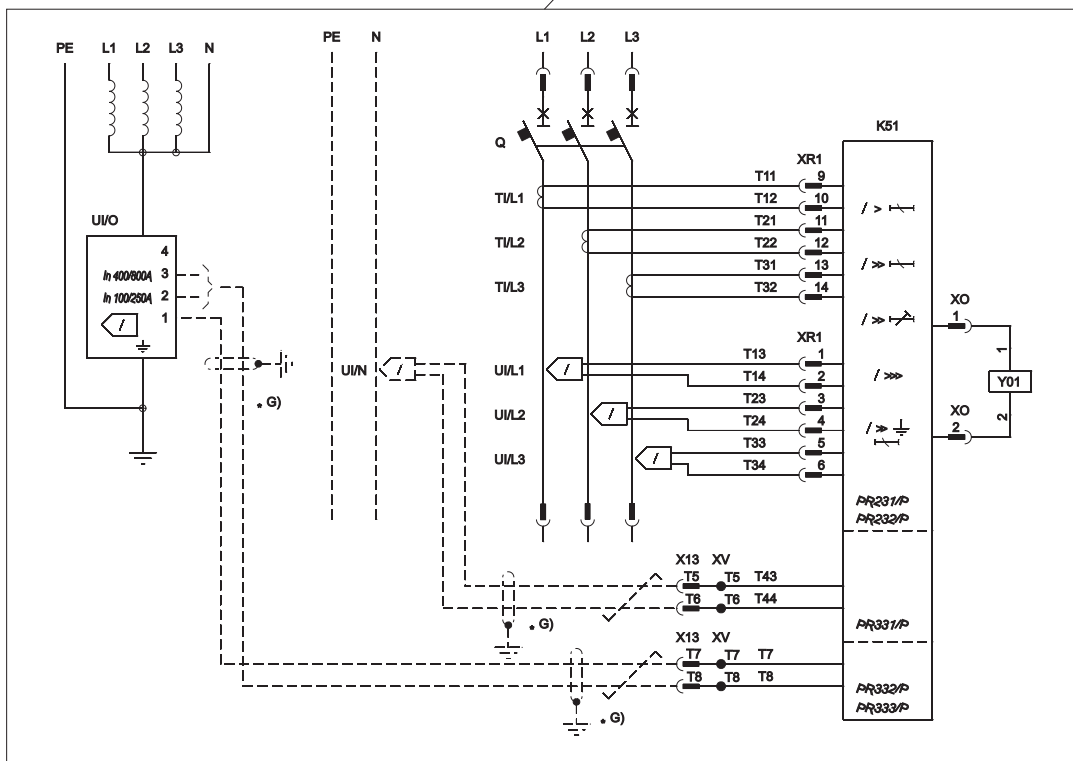 PE L1 L2 L3 N
PE N
L1 L2 L3
K51
Q
XR1
T11 9
T12 10
T21 11
T22 12
T31 13
T32 14
TI/L1
TI/L2
TI/L3
UI/O
4
In 400/800A 3
In 100/250A 2
1
/
* G)
UI/N /
XR1
T13 1
T14 2
T23 3
T24 4
T33 5
T34 6
UI/L1 /
UI/L2 /
UI/L3 /
/ >
/ >>
/ >>
/ >>>
/ >>
XO
1
1
Y01
2
XO
2
PR231/P
PR232/P
X13 XV
T5 T5 T43
T6 T6 T44
* G)
PR331/P
X13 XV
T7 T7 T7
T8 T8 T8
* G)
PR332/P
PR333/P